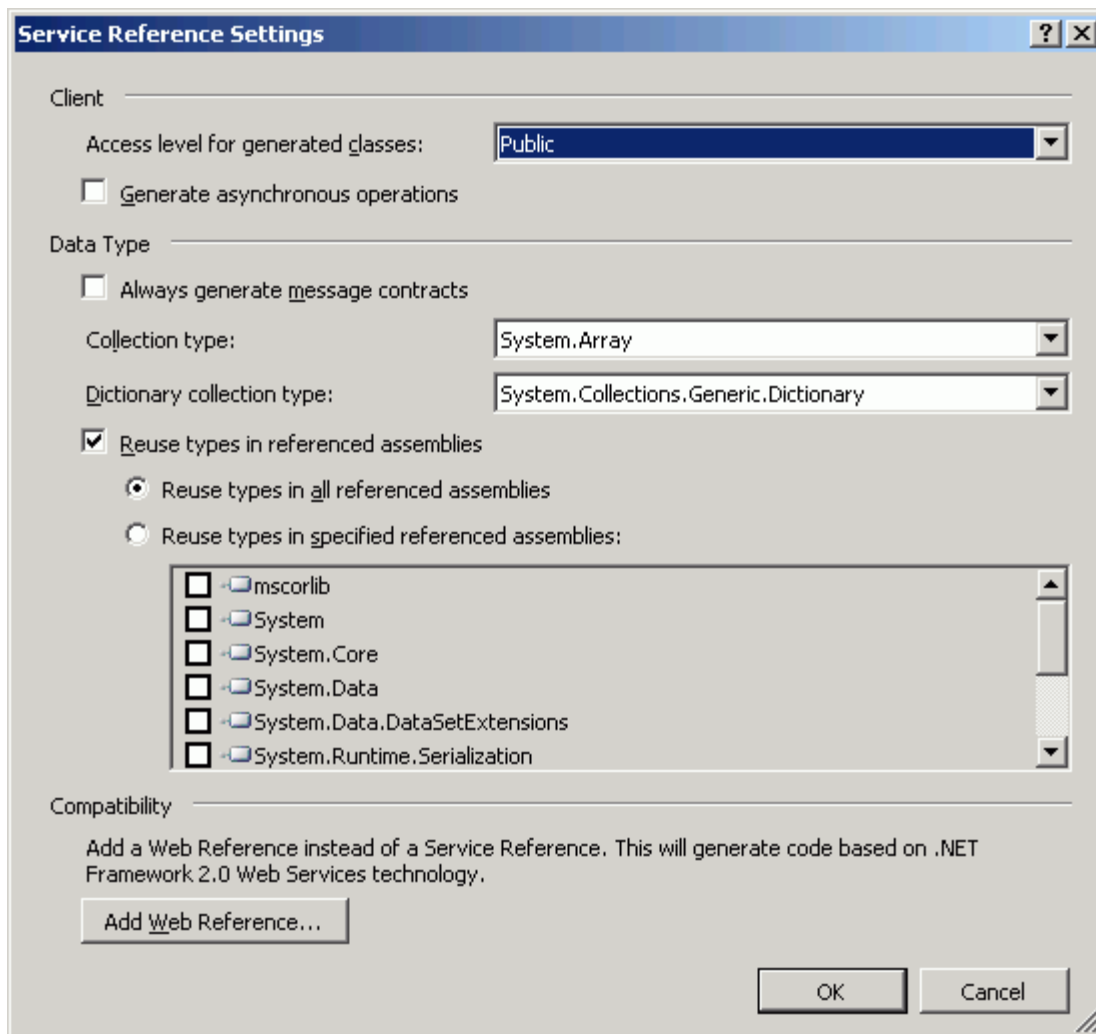 Service Reference Settings
Client
Access level for generated classes:
Public
Generate asynchronous operations
Data Type
Always generate message contracts
Collection type:
System.Array
Dictionary collection type:
System.Collections.Generic.Dictionary
Reuse types in referenced assemblies
Reuse types in all referenced assemblies
Reuse types in specified referenced assemblies:
mscorlib
System
System.Core
System.Data
System.Data.DataSetExtensions
System.Runtime.Serialization
Compatibility
Add a Web Reference instead of a Service Reference. This will generate code based on .NET
Framework 2.0 Web Services technology.
Add Web Reference...
OK
Cancel